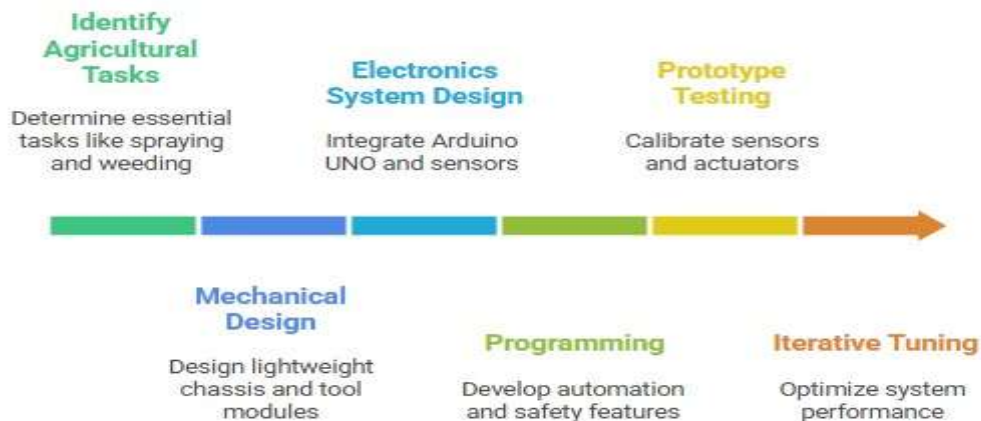 Identify
Agricultural
Tasks
Determine essential
tasks like spraying
and weeding
Electronics
System Design
Integrate Arduino
UNO and sensors
Prototype
Testing
Calibrate sensors
and actuators
Mechanical
Design
Design lightweight
chassis and tool
modules
Programming
Develop automation
and safety features
Iterative Tuning
Optimize system
performance